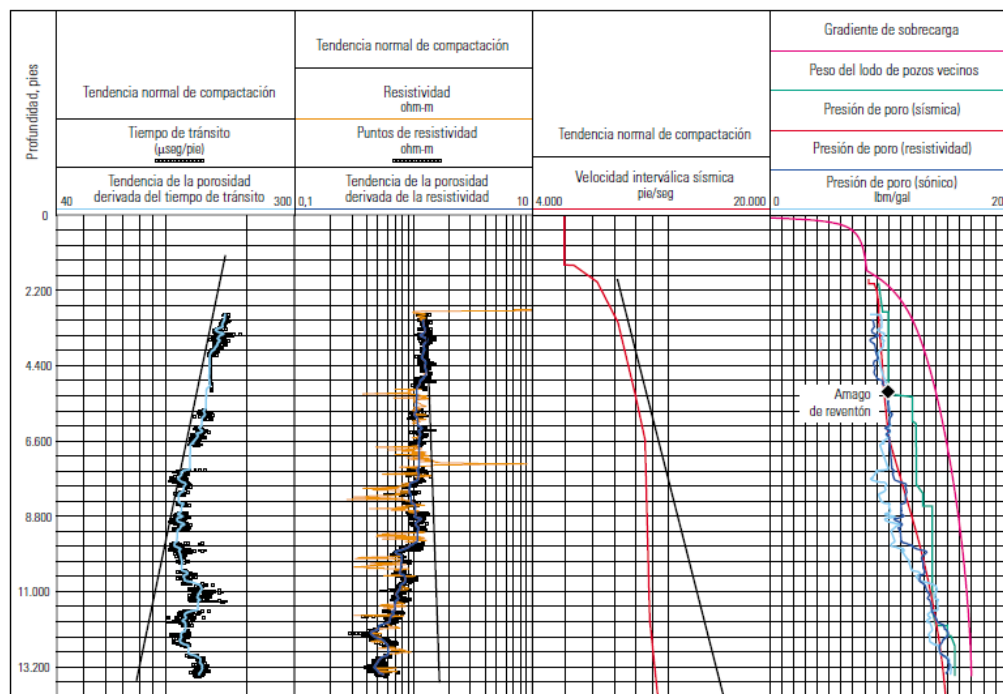 Profundidad, pies
Tendencia normal de compactación
Tiempo de tránsito
(µseg/pie)
Tendencia de la porosidad
derivada del tiempo de tránsito
40
300
Tendencia normal de compactación
Resistividad
ohm-m
Puntos de resistividad
ohm-m
Tendencia de la porosidad
derivada de la resistividad
0,1
10
Tendencia normal de compactación
Velocidad interválica sísmica
pie/seg
4.000
20.000
Gradiente de sobrecarga
Peso del lodo de pozos vecinos
Presión de poro (sísmica)
Presión de poro (resistividad)
Presión de poro (sónico)
lbm/gal
0
20
0
2.200
4.400
6.600
8.800
11.000
13.200
Amago
de reventón